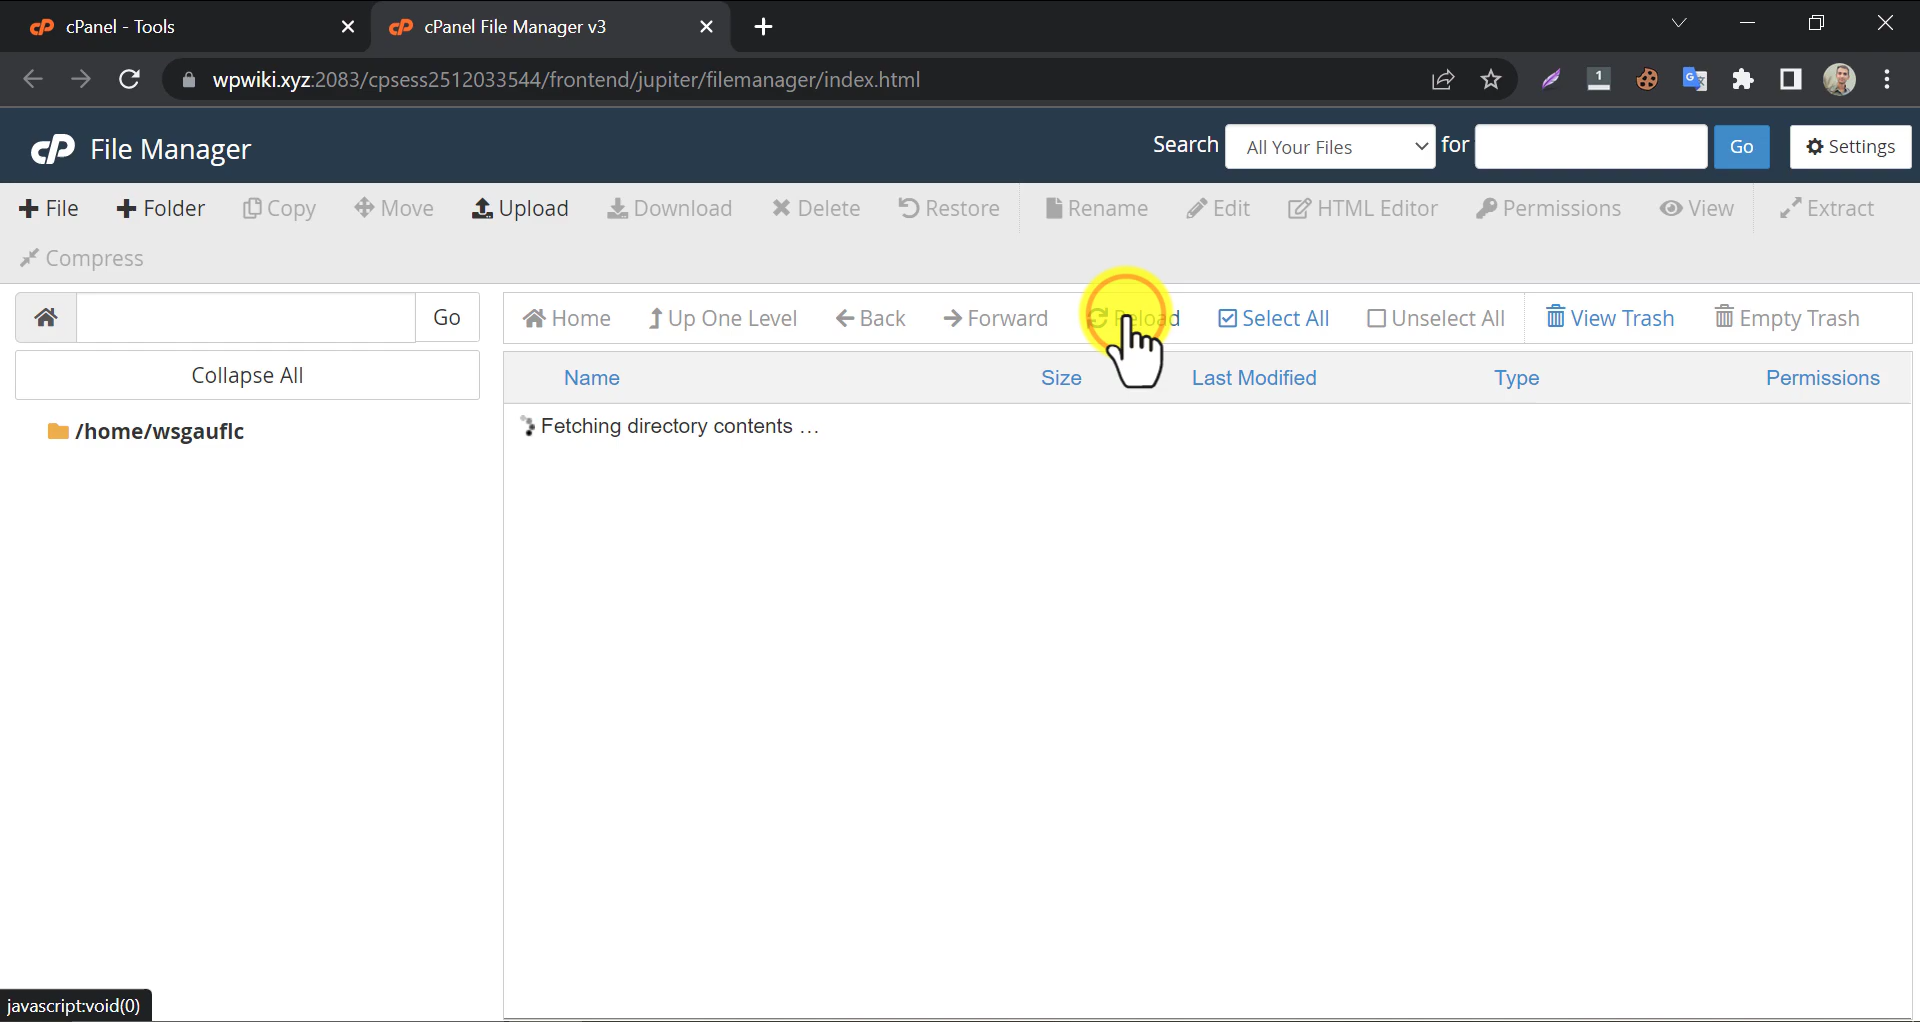 cPanel - Tools
cPanel File Manager v3
wpwiki.xyz:2083/cpsess2512033544/frontend/jupiter/filemanager/index.html
1
cP File Manager
Search All Your Files for Go Settings
File Folder Copy Move Upload Download Delete Restore Rename Edit HTML Editor Permissions View Extract
Compress
Go
Home Up One Level Back Forward Reload Select All Unselect All View Trash Empty Trash
Collapse All
Name Size Last Modified Type Permissions
/home/wsgauflc
Fetching directory contents ...
javascript:void(0)